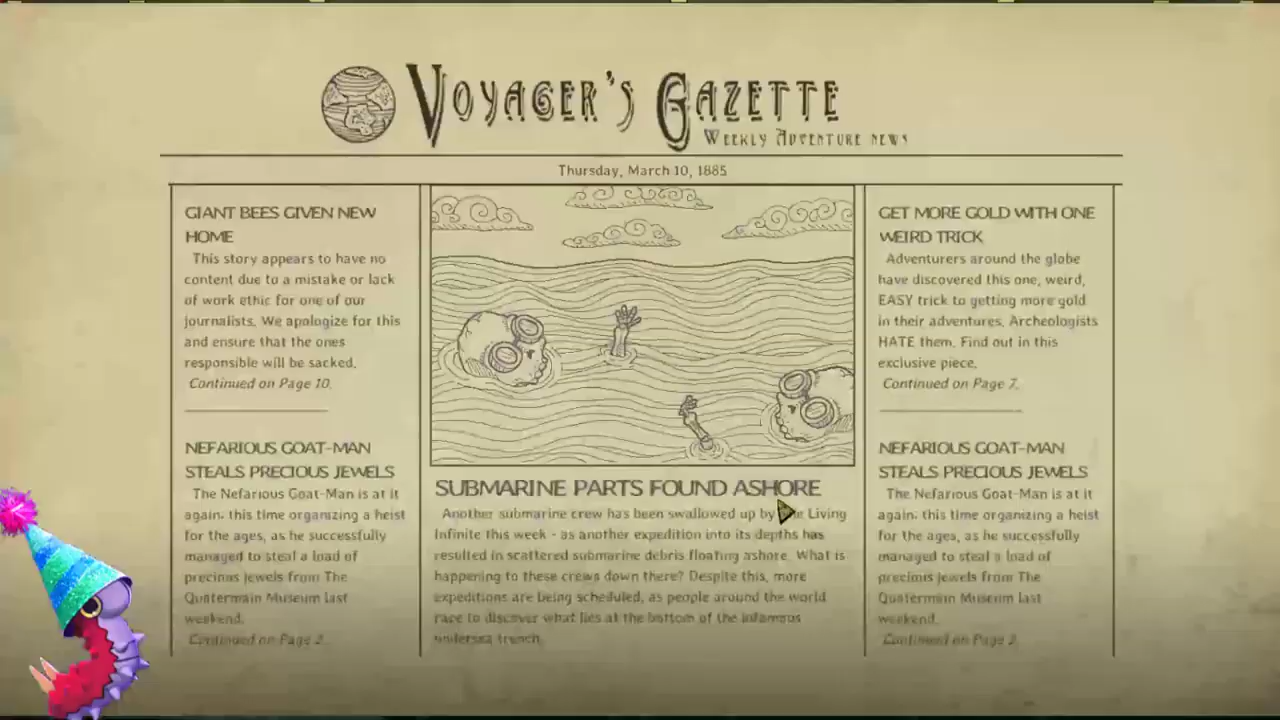 VOYAGER'S GAZETTE
WEEKLY ADVENTURE NEWS
Thursday, March 10, 1885
GIANT BEES GIVEN NEW
HOME
This story appears to have no
content due to a mistake or lack
of work ethic for one of our
journalists. We apologize for this
and ensure that the ones
responsible will be sacked.
Continued on Page 10.
NEFARIOUS GOAT-MAN
STEALS PRECIOUS JEWELS
The Nefarious Goat-Man is at it
again: this time organizing a heist
for the ages, as he successfully
managed to steal a load of
precious jewels from The
Quatermain Museum last
weekend.
Continued on Page 2.
SUBMARINE PARTS FOUND ASHORE
Another submarine crew has been swallowed up by Living
Infinite this week - as another expedition into its depths has
resulted in scattered submarine debris floating ashore. What is
happening to these crews down there? Despite this, more
expeditions are being scheduled, as people around the world
race to discover what lies at the bottom of the infamous
undersea trench.
GET MORE GOLD WITH ONE
WEIRD TRICK
Adventurers around the globe
have discovered this one, weird,
EASY trick to getting more gold
in their adventures. Archeologists
HATE them. Find out in this
exclusive piece.
Continued on Page 7.
NEFARIOUS GOAT-MAN
STEALS PRECIOUS JEWELS
The Nefarious Goat-Man is at it
again: this time organizing a heist
for the ages, as he successfully
managed to steal a load of
precious jewels from The
Quatermain Museum last
weekend.
Continued on Page 2.